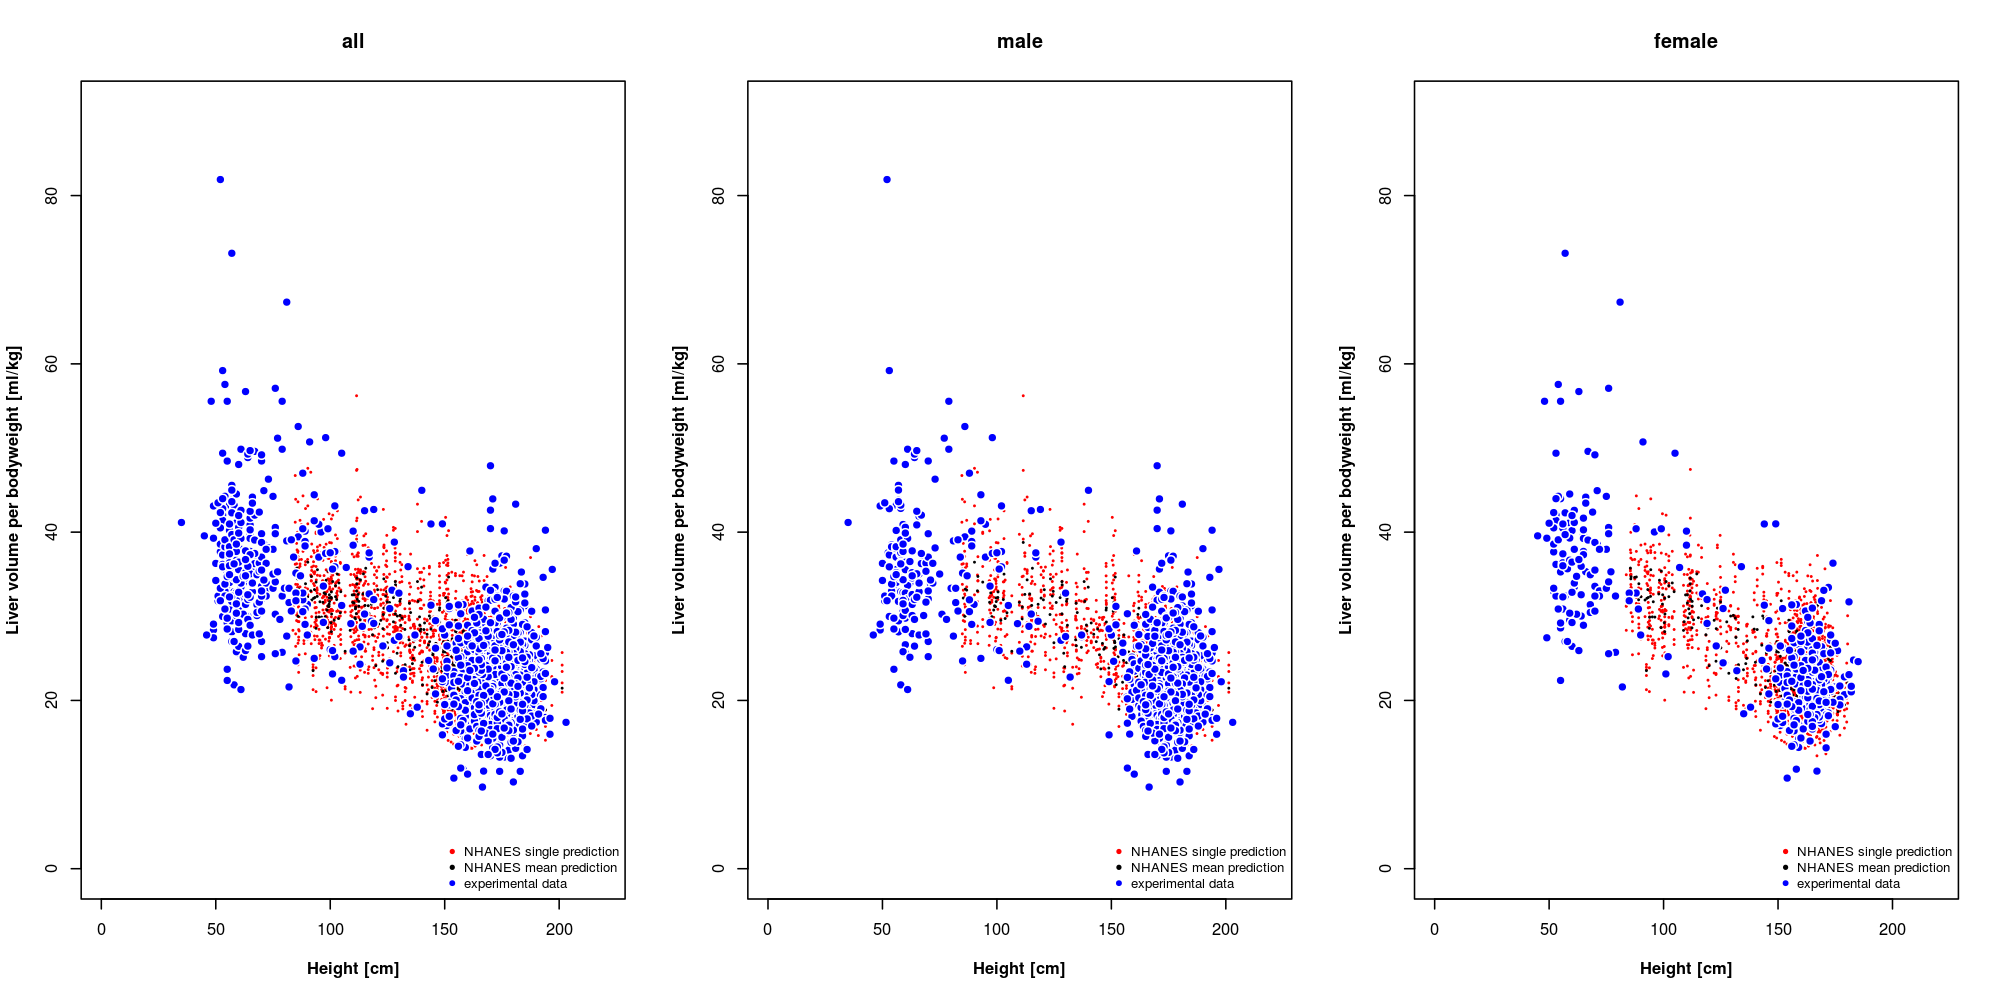 all
Liver volume per bodyweight [ml/kg]
80
60
40
20
0
0 50 100 150 200
Height [cm]
NHANES single prediction
NHANES mean prediction
experimental data
male
Liver volume per bodyweight [ml/kg]
80
60
40
20
0
0 50 100 150 200
Height [cm]
NHANES single prediction
NHANES mean prediction
experimental data
female
Liver volume per bodyweight [ml/kg]
80
60
40
20
0
0 50 100 150 200
Height [cm]
NHANES single prediction
NHANES mean prediction
experimental data